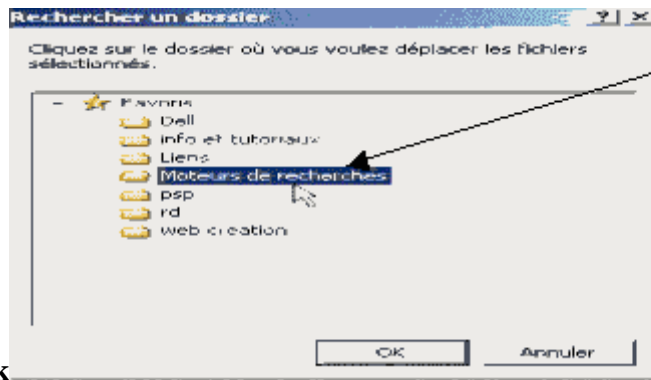 Rechercher un dossier
Cliquez sur le dossier où vous voulez déplacer les fichiers
sélectionnés.
Favoris
Dell
info et tutorriaux
Liens
Moteurs de recherches
psp
rd
web creation
OK
Annuler
k